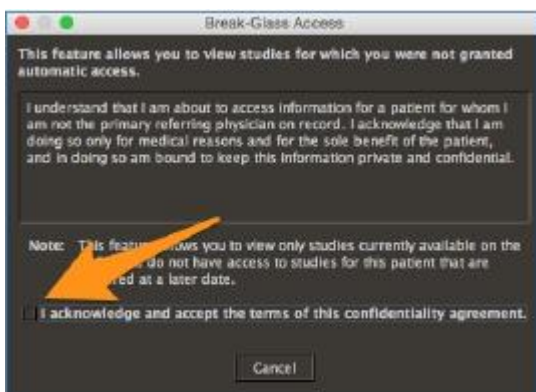 Break-Glass Access
This feature allows you to view studies for which you were not granted
automatic access.
I understand that I am about to access information for a patient for whom I
am not the primary referring physician on record. I acknowledge that I am
doing so only for medical reasons and for the sole benefit of the patient,
and in doing so am bound to keep this information private and confidential.
Note: This feature you to view only studies currently available on the
do not have access to studies for this patient that are
at a later date.
I acknowledge and accept the terms of this confidentiality agreement.
Cancel